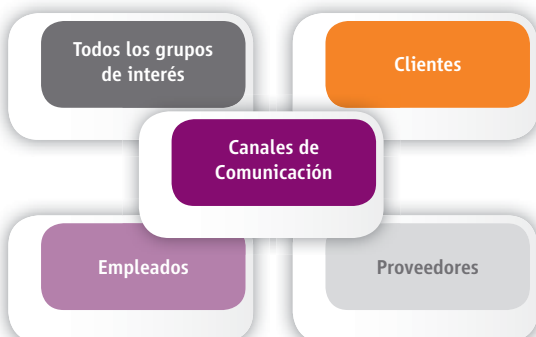 Todos los grupos
de interés
Clientes
Canales de
Comunicación
Empleados
Proveedores